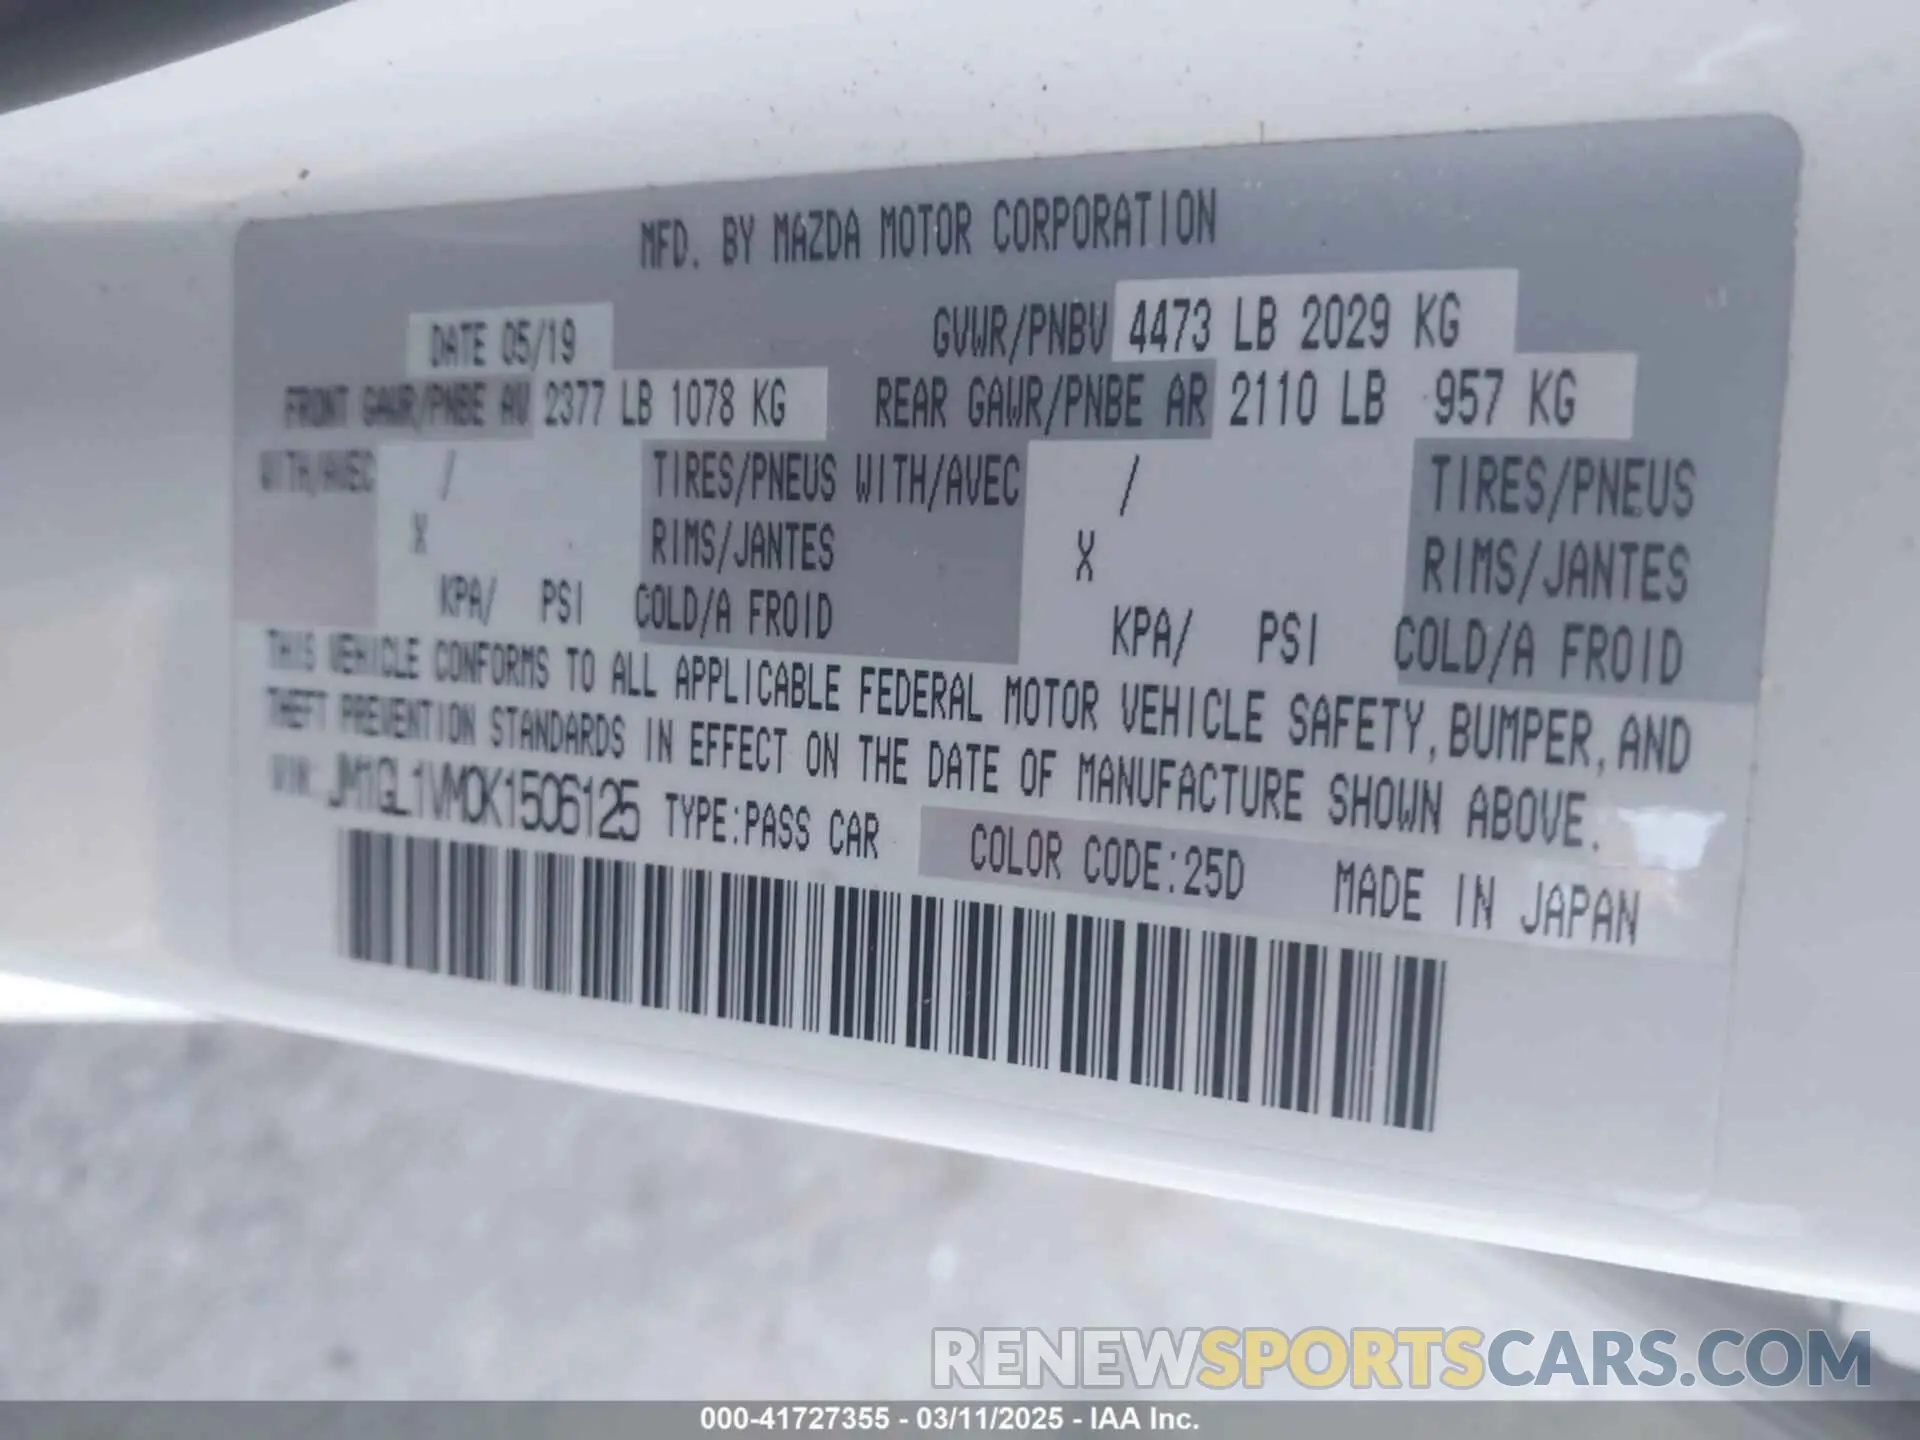 MFD. BY MAZDA MOTOR CORPORATION
DATE 05/19 GVWR/PNBV 4473 LB 2029 KG
FRONT GAWR/PNBE AV 2377 LB 1078 KG REAR GAWR/PNBE AR 2110 LB 957 KG
WITH/AVEC / TIRES/PNEUS WITH/AVEC / TIRES/PNEUS
X RIMS/JANTES X RIMS/JANTES
KPA/ PSI COLD/A FROID KPA/ PSI COLD/A FROID
THIS VEHICLE CONFORMS TO ALL APPLICABLE FEDERAL MOTOR VEHICLE SAFETY, BUMPER, AND
THEFT PREVENTION STANDARDS IN EFFECT ON THE DATE OF MANUFACTURE SHOWN ABOVE.
VIN: JM1GL1VM0K1506125 TYPE:PASS CAR COLOR CODE:25D MADE IN JAPAN
RENEWSPORTSCARS.COM
000-41727355 - 03/11/2025 - IAA Inc.